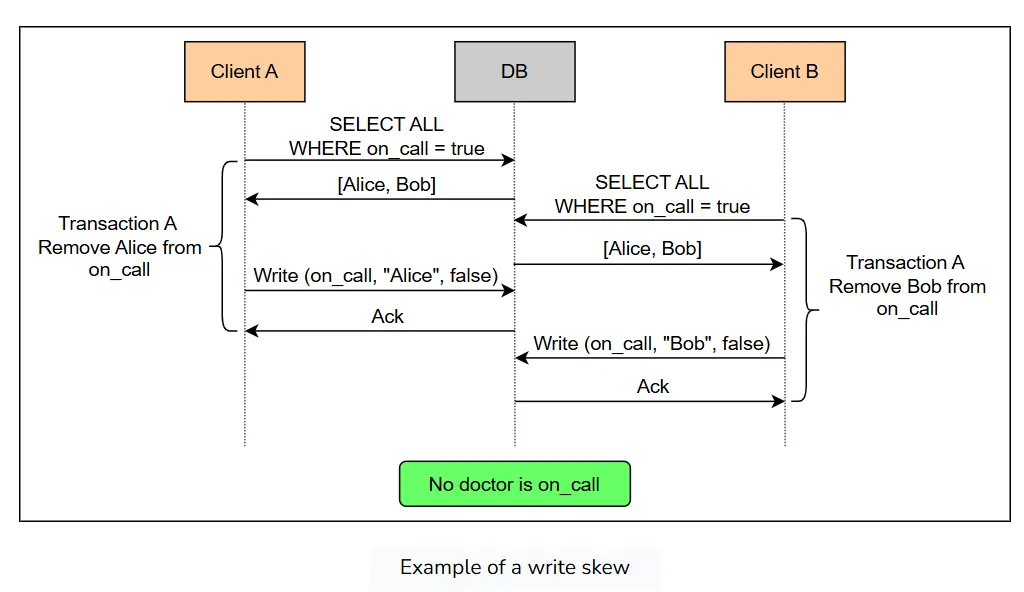 Client A
DB
Client B
SELECT ALL
WHERE on_call = true
[Alice, Bob]
SELECT ALL
WHERE on_call = true
Transaction A
Remove Alice from
on_call
[Alice, Bob]
Transaction A
Remove Bob from
on_call
Write (on_call, "Alice", false)
Ack
Write (on_call, "Bob", false)
Ack
No doctor is on_call
Example of a write skew